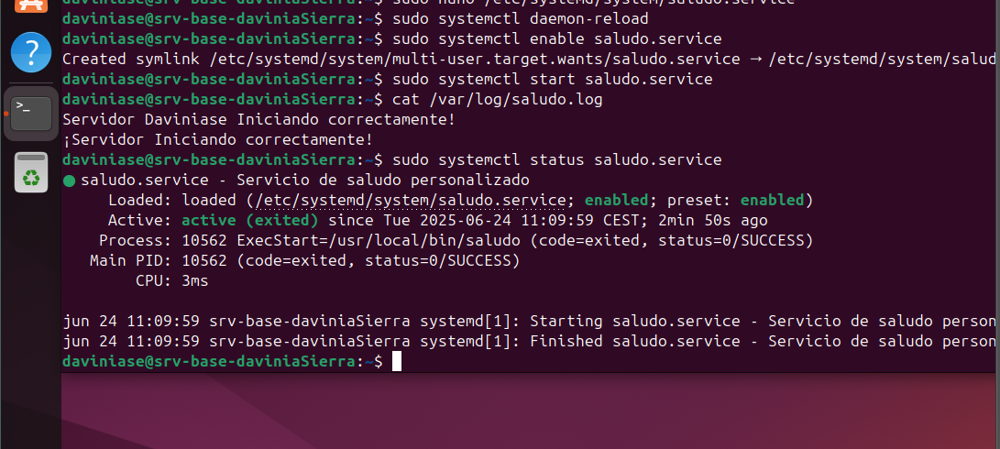 daviniase@srv-base-daviniaSierra:~$ sudo nano /etc/systemd/system/saludo.service
daviniase@srv-base-daviniaSierra:~$ sudo systemctl daemon-reload
daviniase@srv-base-daviniaSierra:~$ sudo systemctl enable saludo.service
Created symlink /etc/systemd/system/multi-user.target.wants/saludo.service → /etc/systemd/system/salud
daviniase@srv-base-daviniaSierra:~$ sudo systemctl start saludo.service
daviniase@srv-base-daviniaSierra:~$ cat /var/log/saludo.log
Servidor Daviniase Iniciando correctamente!
¡Servidor Iniciando correctamente!
daviniase@srv-base-daviniaSierra:~$ sudo systemctl status saludo.service
● saludo.service - Servicio de saludo personalizado
Loaded: loaded (/etc/systemd/system/saludo.service; enabled; preset: enabled)
Active: active (exited) since Tue 2025-06-24 11:09:59 CEST; 2min 50s ago
Process: 10562 ExecStart=/usr/local/bin/saludo (code=exited, status=0/SUCCESS)
Main PID: 10562 (code=exited, status=0/SUCCESS)
CPU: 3ms
jun 24 11:09:59 srv-base-daviniaSierra systemd[1]: Starting saludo.service - Servicio de saludo person
jun 24 11:09:59 srv-base-daviniaSierra systemd[1]: Finished saludo.service - Servicio de saludo person
daviniase@srv-base-daviniaSierra:~$